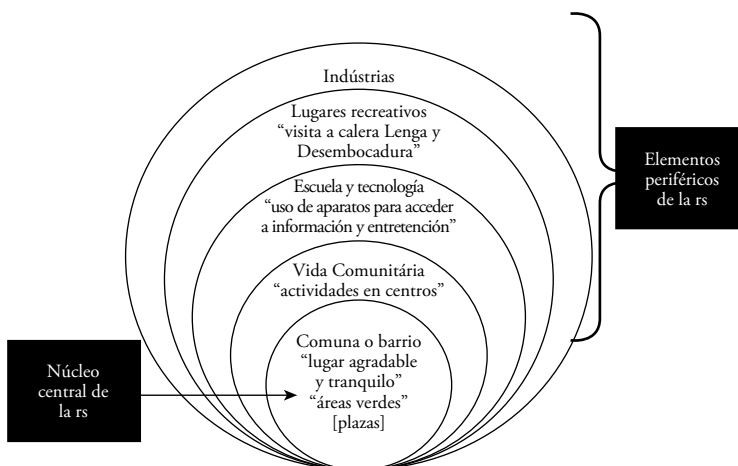 Indústrias
Lugares recreativos
“visita a calera Lenga y
Desembocadura”
Escuela y tecnología
“uso de aparatos para acceder
a información y entretención”
Vida Comunitária
“actividades en centros”
Comuna o barrio
“lugar agradable
y tranquilo”
“áreas verdes”
[plazas]
Elementos
periféricos
de la rs
Núcleo
central de
la rs